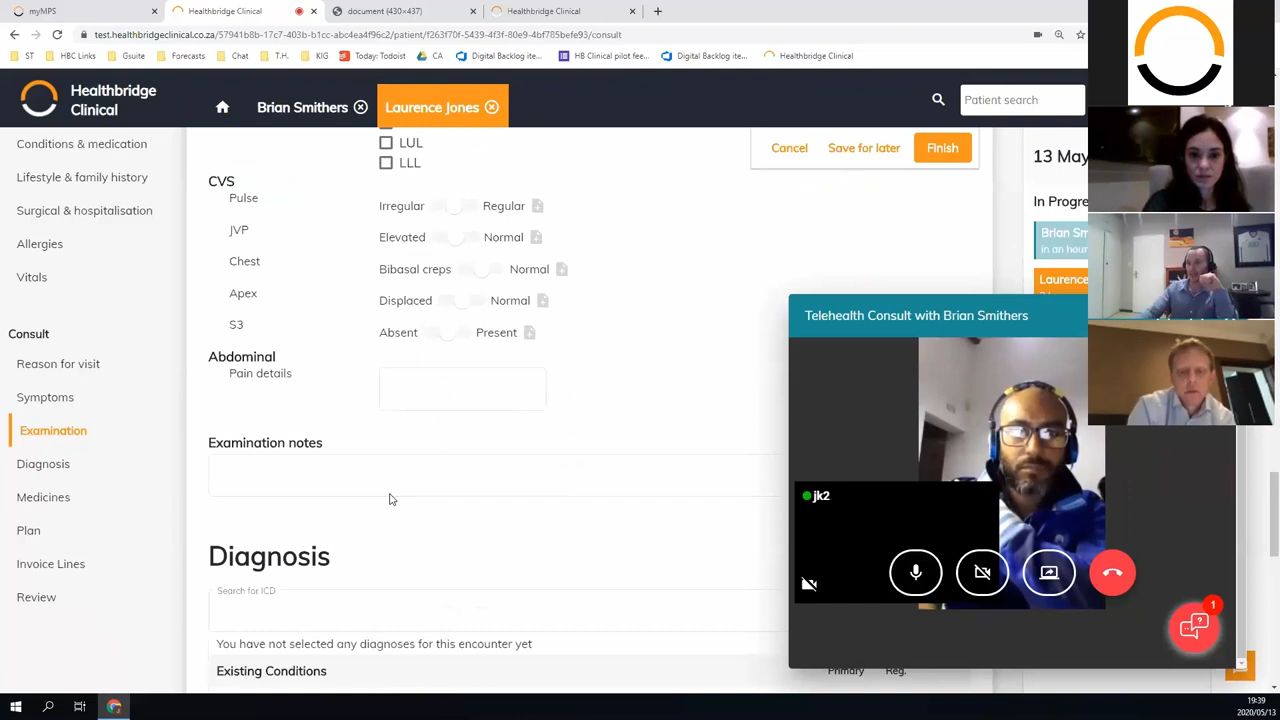 myMPS
Healthbridge Clinical
document (430×437)
Healthbridge Clinical
test.healthbridgeclinical.co.za/57941b8b-17c7-403b-b1cc-abc4ea4f96c2/patient/f263f70f-5439-4f3f-80e9-4bf785befe93/consult
ST
HBC Links
Gsuite
Forecasts
Chat
T.H.
KIG
Today: Todoist
CA
Digital Backlog ite...
HB Clinical pilot fee...
Digital Backlog ite...
Healthbridge Clinical
Healthbridge
Clinical
Brian Smithers
Laurence Jones
Patient search
Conditions & medication
Lifestyle & family history
Surgical & hospitalisation
Allergies
Vitals
Consult
Reason for visit
Symptoms
Examination
Diagnosis
Medicines
Plan
Invoice Lines
Review
LUL
LLL
Cancel
Save for later
Finish
CVS
Pulse
Irregular
Regular
JVP
Elevated
Normal
Chest
Bibasal creps
Normal
Apex
Displaced
Normal
S3
Absent
Present
Abdominal
Pain details
Examination notes
Diagnosis
Search for ICD
You have not selected any diagnoses for this encounter yet
Existing Conditions
Primary
Reg.
13 May
In Progre
Brian Sm
in an hour
Laurence
Telehealth Consult with Brian Smithers
jk2
1
19:39
2020/05/13